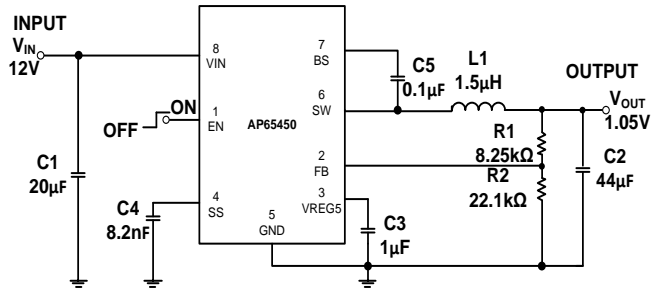 INPUT
VIN
12V
C1
20µF
ON
OFF
C4
8.2nF
8
VIN
1
EN
4
SS
5
GND
AP65450
7
BS
6
SW
2
FB
3
VREG5
C5
0.1µF
L1
1.5µH
R1
8.25kΩ
R2
22.1kΩ
C3
1µF
OUTPUT
VOUT
1.05V
C2
44µF